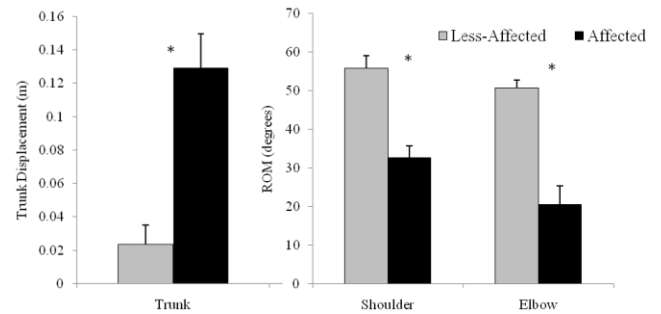 Trunk Displacement (m)
0.16
0.14
0.12
0.1
0.08
0.06
0.04
0.02
0
*
Trunk
ROM (degrees)
70
60
50
40
30
20
10
0
Less-Affected
Affected
*
*
Shoulder
Elbow